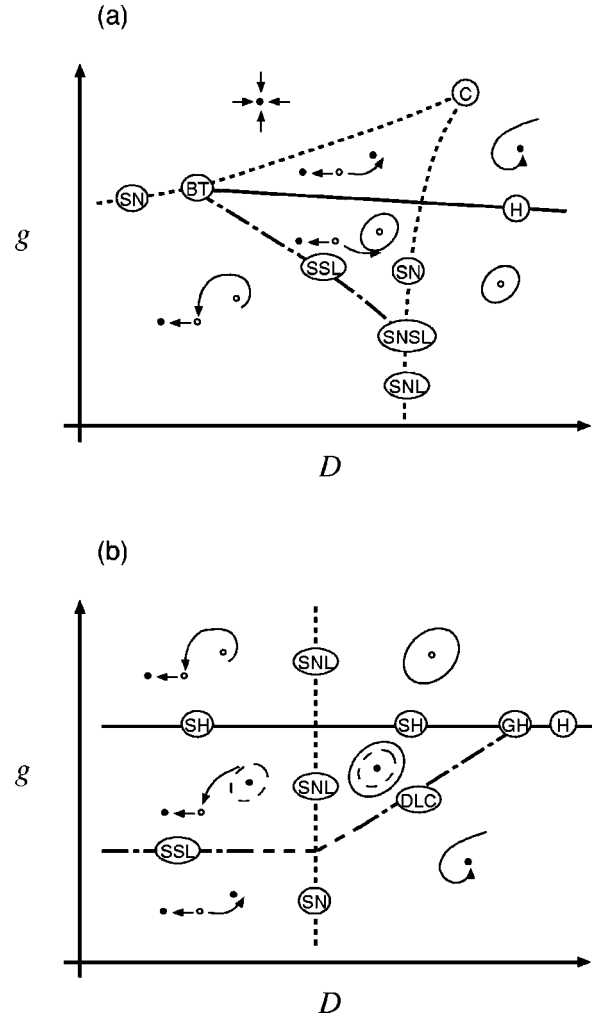 (a)
C
SN BT
H
g
SSL SN
SNSL
SNL
D
(b)
SNL
SH SH GH H
g
SNL
DLC
SSL
SN
D